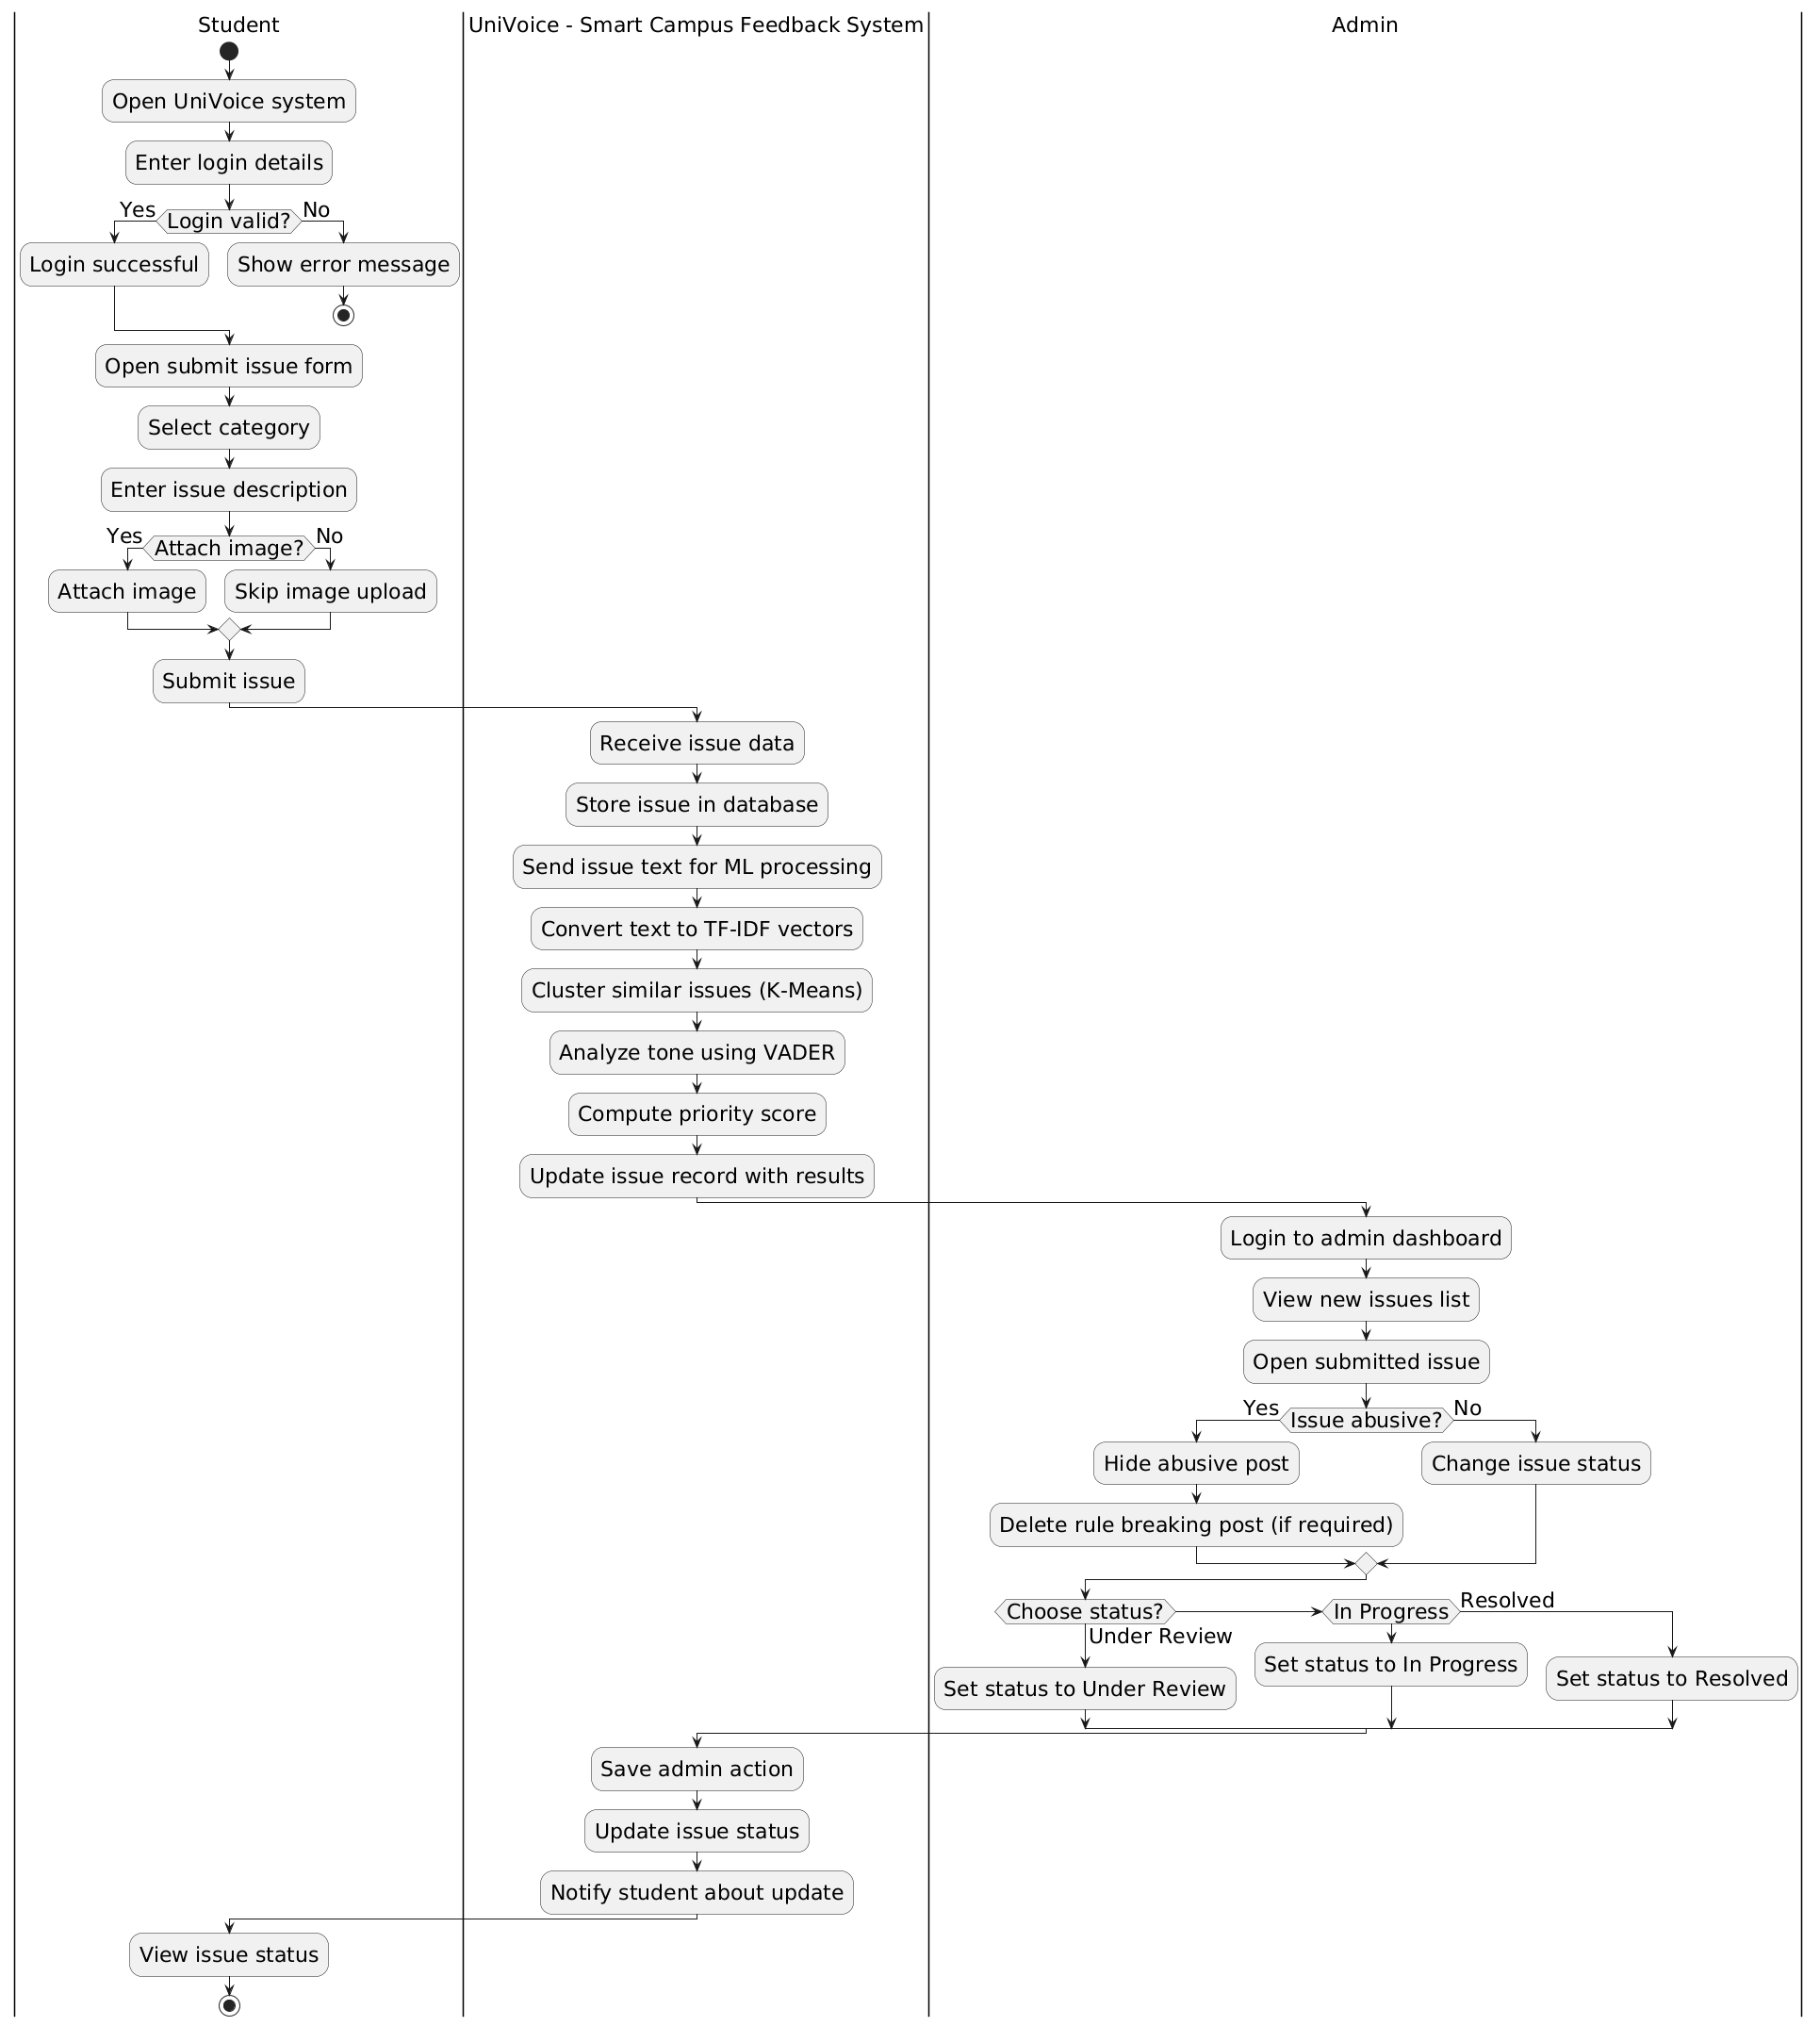 Student
UniVoice - Smart Campus Feedback System
Admin
Open UniVoice system
Enter login details
Yes
Login valid?
No
Login successful
Show error message
Open submit issue form
Select category
Enter issue description
Yes
Attach image?
No
Attach image
Skip image upload
Submit issue
Receive issue data
Store issue in database
Send issue text for ML processing
Convert text to TF-IDF vectors
Cluster similar issues (K-Means)
Analyze tone using VADER
Compute priority score
Update issue record with results
Login to admin dashboard
View new issues list
Open submitted issue
Yes
Issue abusive?
No
Hide abusive post
Change issue status
Delete rule breaking post (if required)
Choose status?
Under Review
In Progress
Resolved
Set status to Under Review
Set status to In Progress
Set status to Resolved
Save admin action
Update issue status
Notify student about update
View issue status